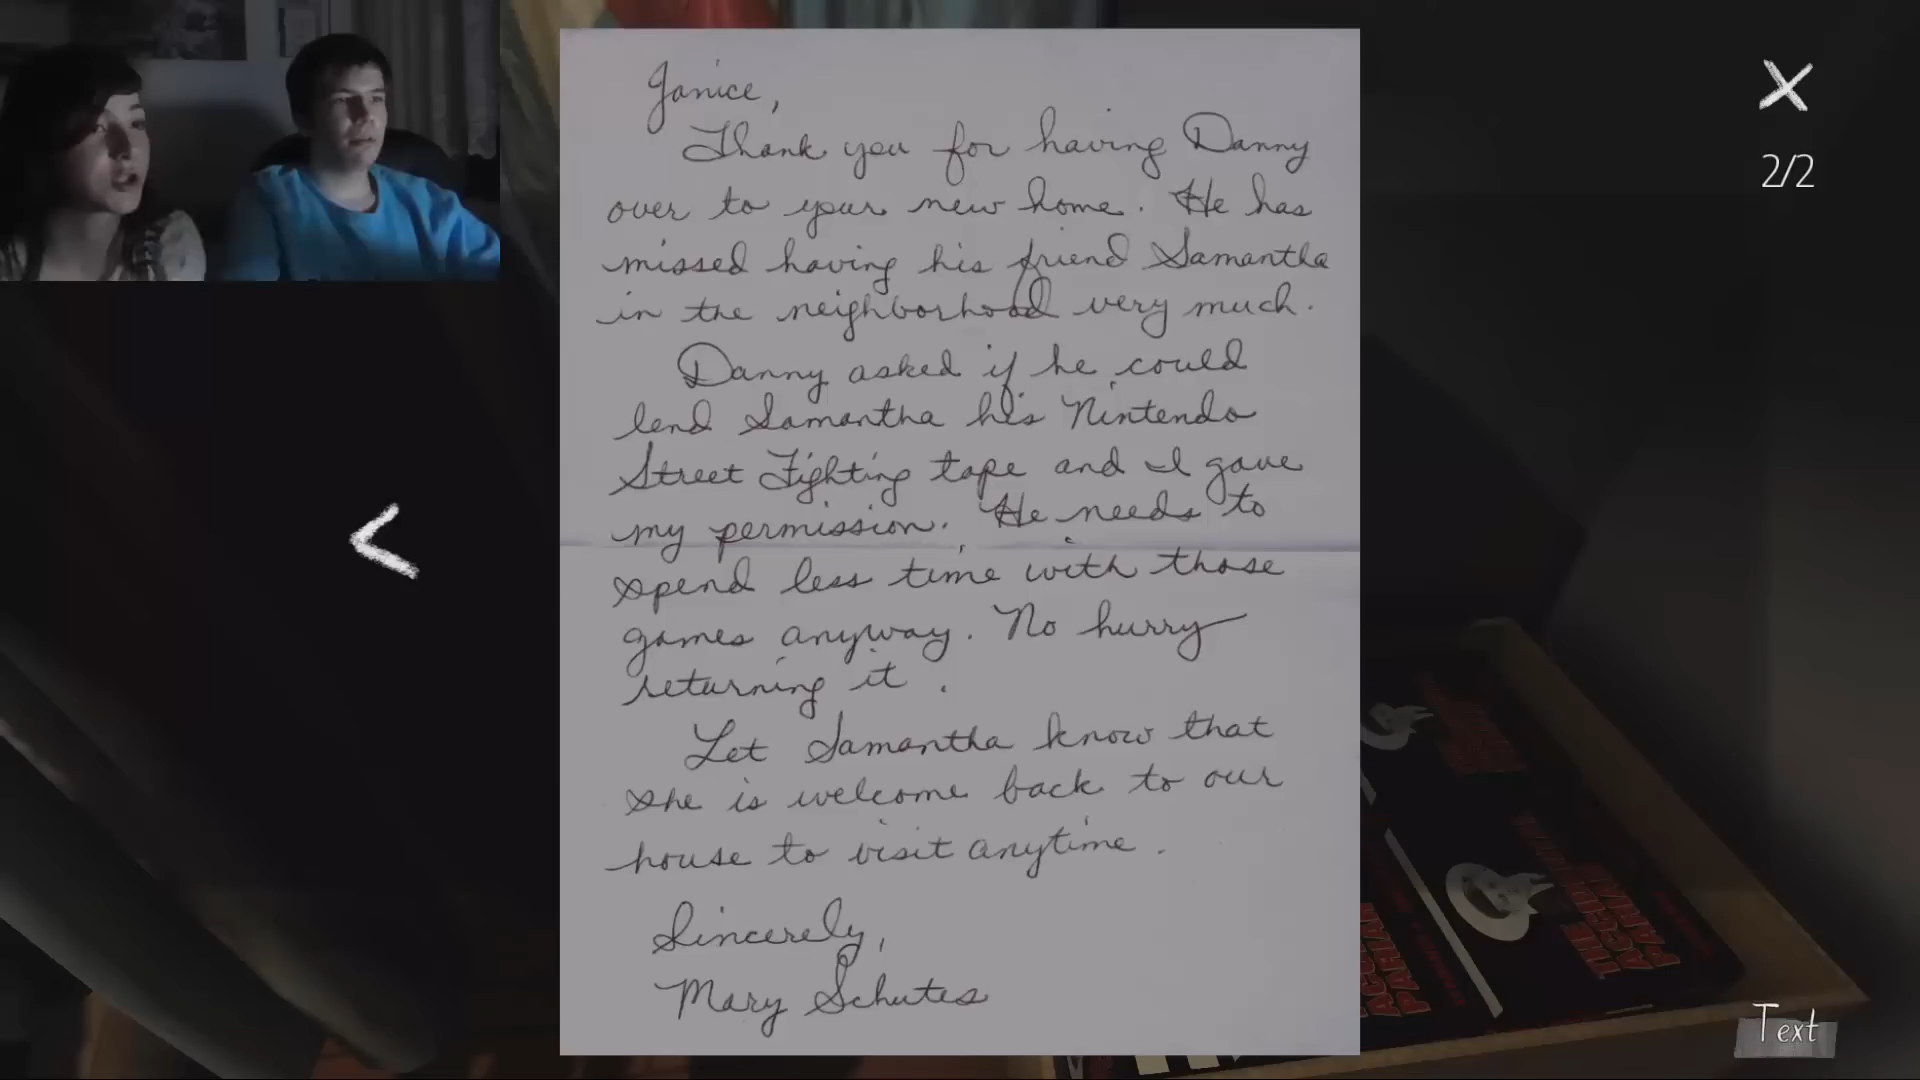 Janice,
Thank you for having Danny
over to your new home. He has
missed having his friend Samantha
in the neighborhood very much.
Danny asked if he could
lend Samantha his Nintendo
Street Fighting tape and I gave
my permission. He needs to
spend less time with those
games anyway. No hurry
returning it.
Let Samantha know that
she is welcome back to our
house to visit anytime.
Sincerely,
Mary Schutes
2/2
<
Text
THE
ACCIDENTAL
PARIAH